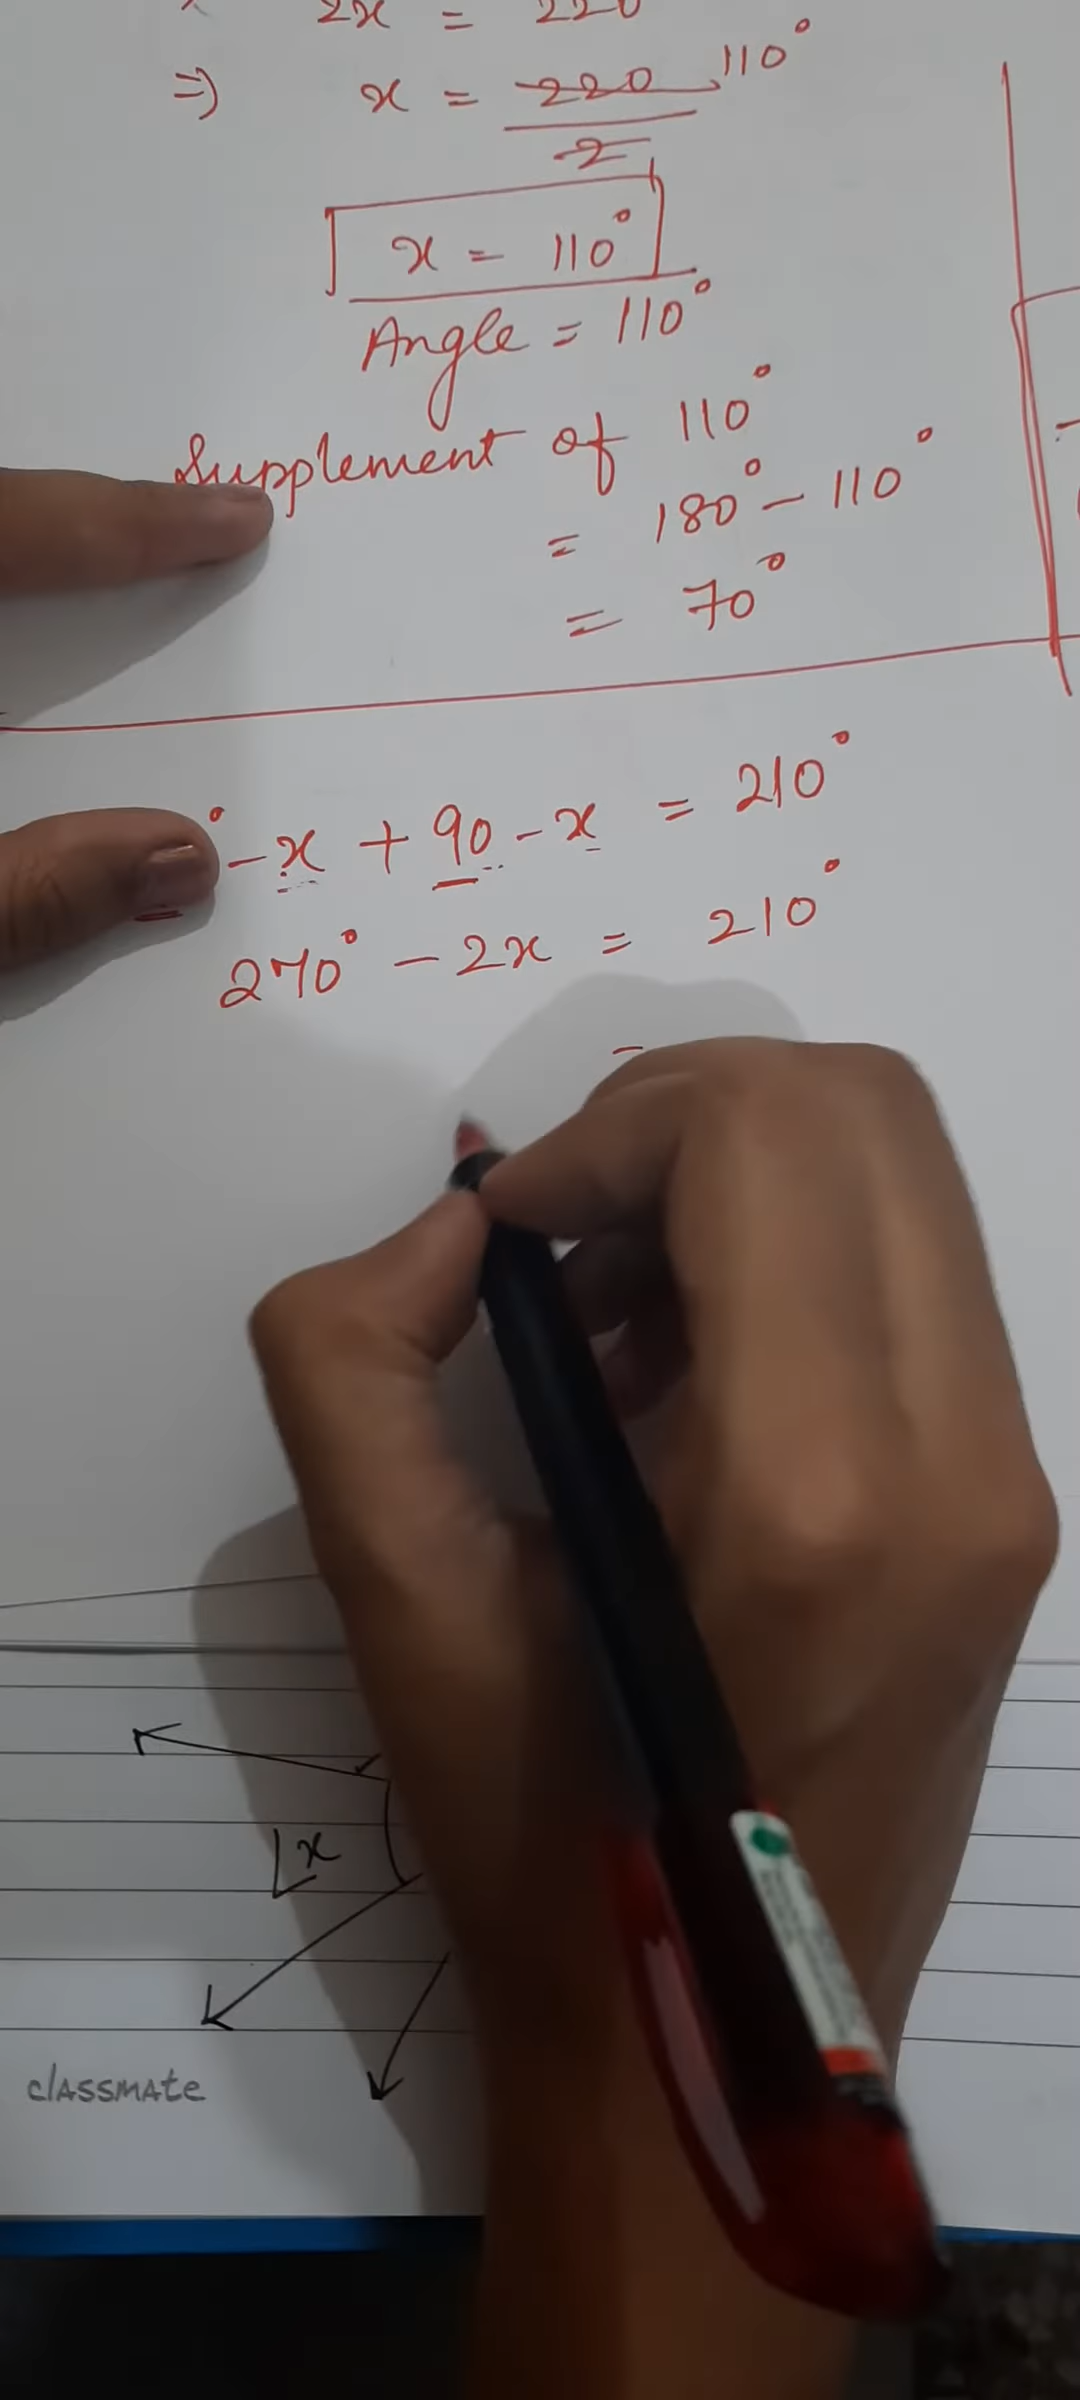 2x = 220
=) x = 220 110°
2
x = 110°
Angle = 110°
Supplement of 110°
= 180° - 110°
= 70°
° - x + 90 - x = 210°
270° - 2x = 210°
=
∠x
classmate